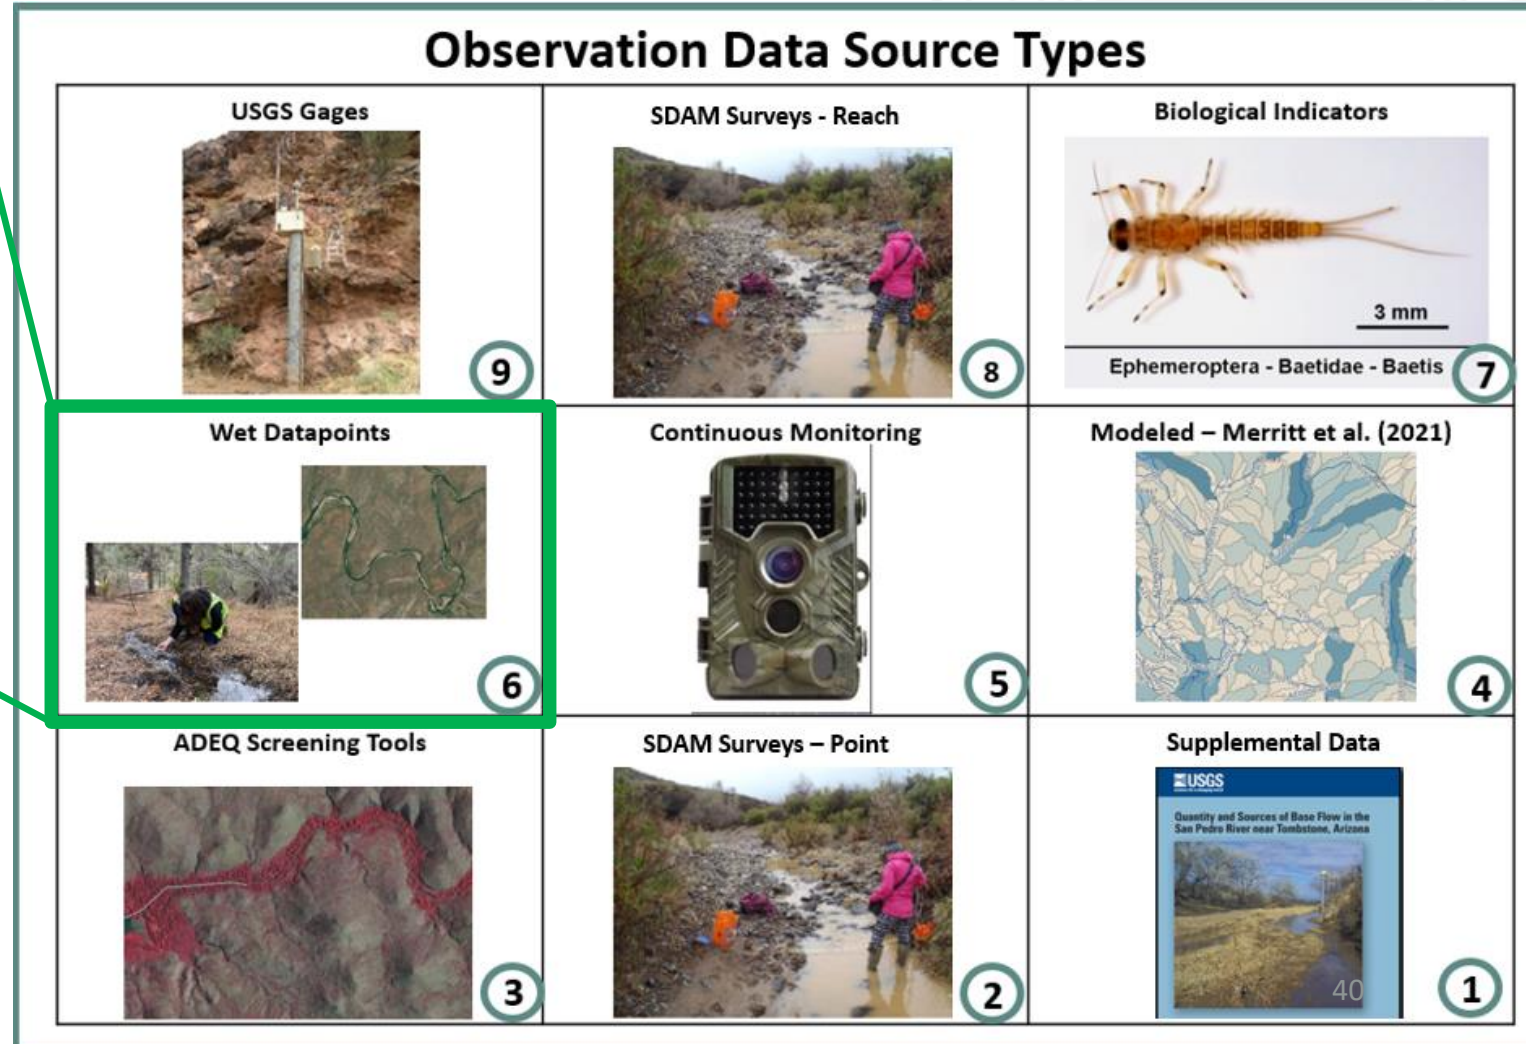 Observation Data Source Types
USGS Gages
9
SDAM Surveys - Reach
8
Biological Indicators
3 mm
Ephemeroptera - Baetidae - Baetis
7
Wet Datapoints
6
Continuous Monitoring
5
Modeled – Merritt et al. (2021)
4
ADEQ Screening Tools
3
SDAM Surveys – Point
2
Supplemental Data
USGS
Quantity and Sources of Base Flow in the
San Pedro River near Tombstone, Arizona
40
1